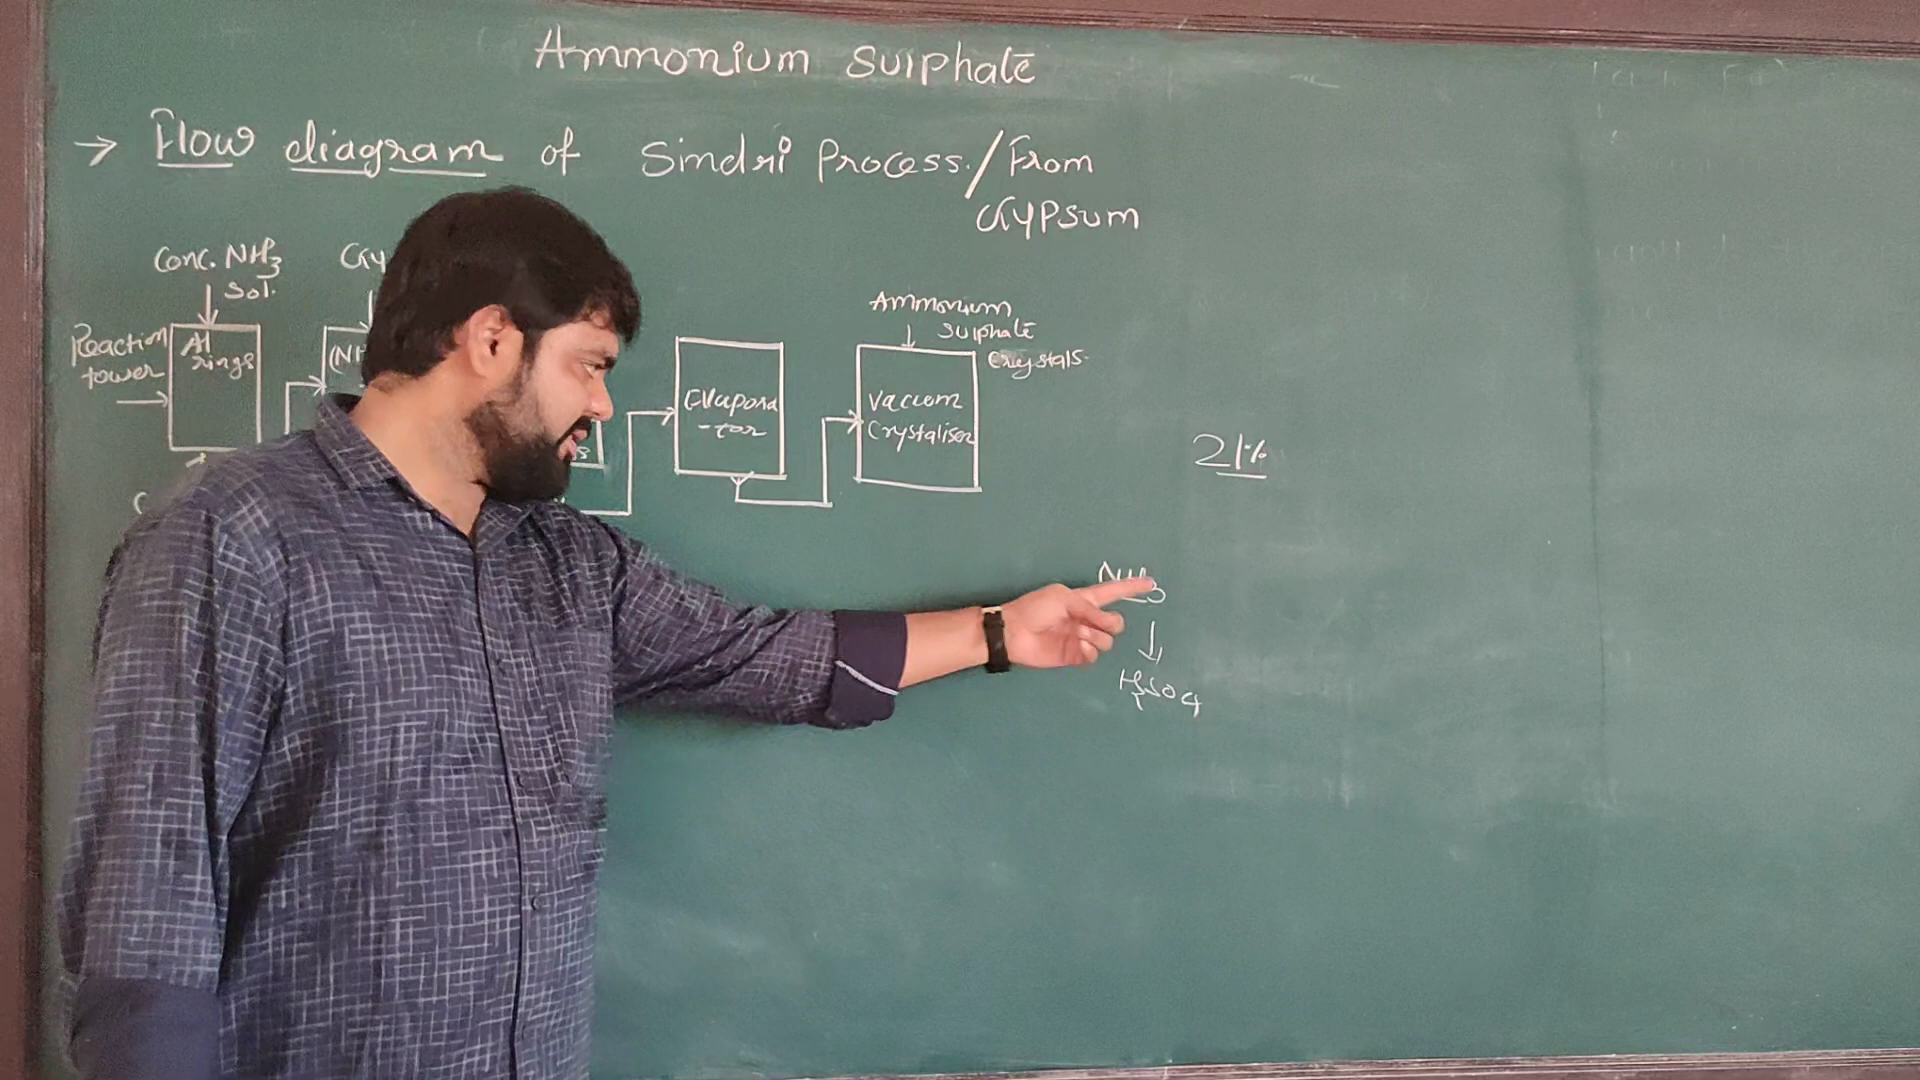 Ammonium Sulphate
→ Flow diagram of Sindri Process./From
Gypsum
Conc. NH3
Sol.
Reaction
tower
Al
rings
Gy
(NH
Evapora
-tor
Ammonium
Sulphate
Crystals.
Vaccum
Crystaliser
21%
NH3
↓
H2SO4